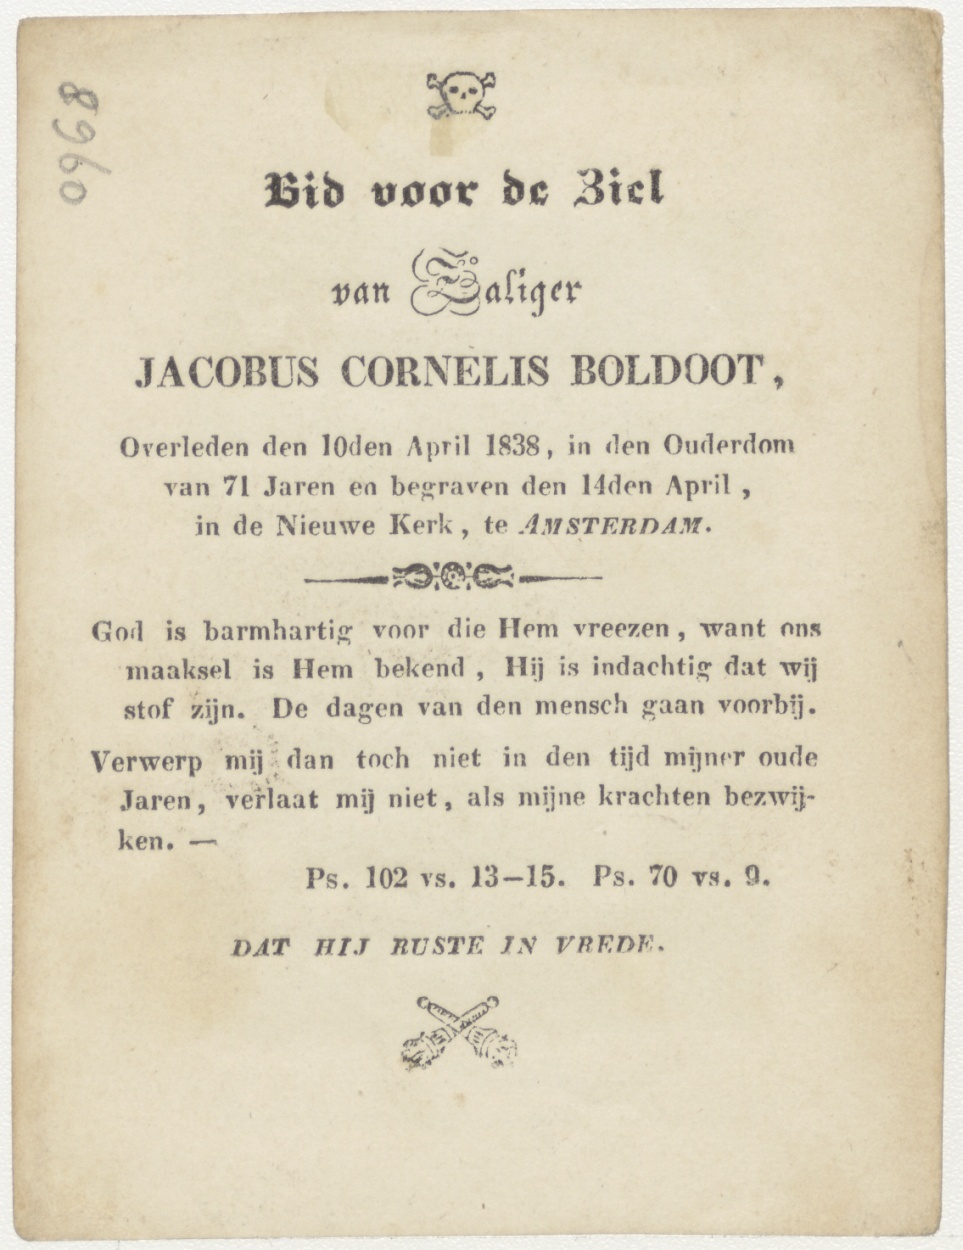 8990
Bid voor de Ziel
van Zaliger
JACOBUS CORNELIS BOLDOOT,
Overleden den 10den April 1838, in den Ouderdom
van 71 Jaren en begraven den 14den April,
in de Nieuwe Kerk, te AMSTERDAM.
God is barmhartig voor die Hem vreezen, want ons
maaksel is Hem bekend, Hij is indachtig dat wij
stof zijn. De dagen van den mensch gaan voorbij.
Verwerp mij dan toch niet in den tijd mijner oude
Jaren, verlaat mij niet, als mijne krachten bezwij-
ken. —
Ps. 102 vs. 13—15. Ps. 70 vs. 9.
DAT HIJ RUSTE IN VREDE.